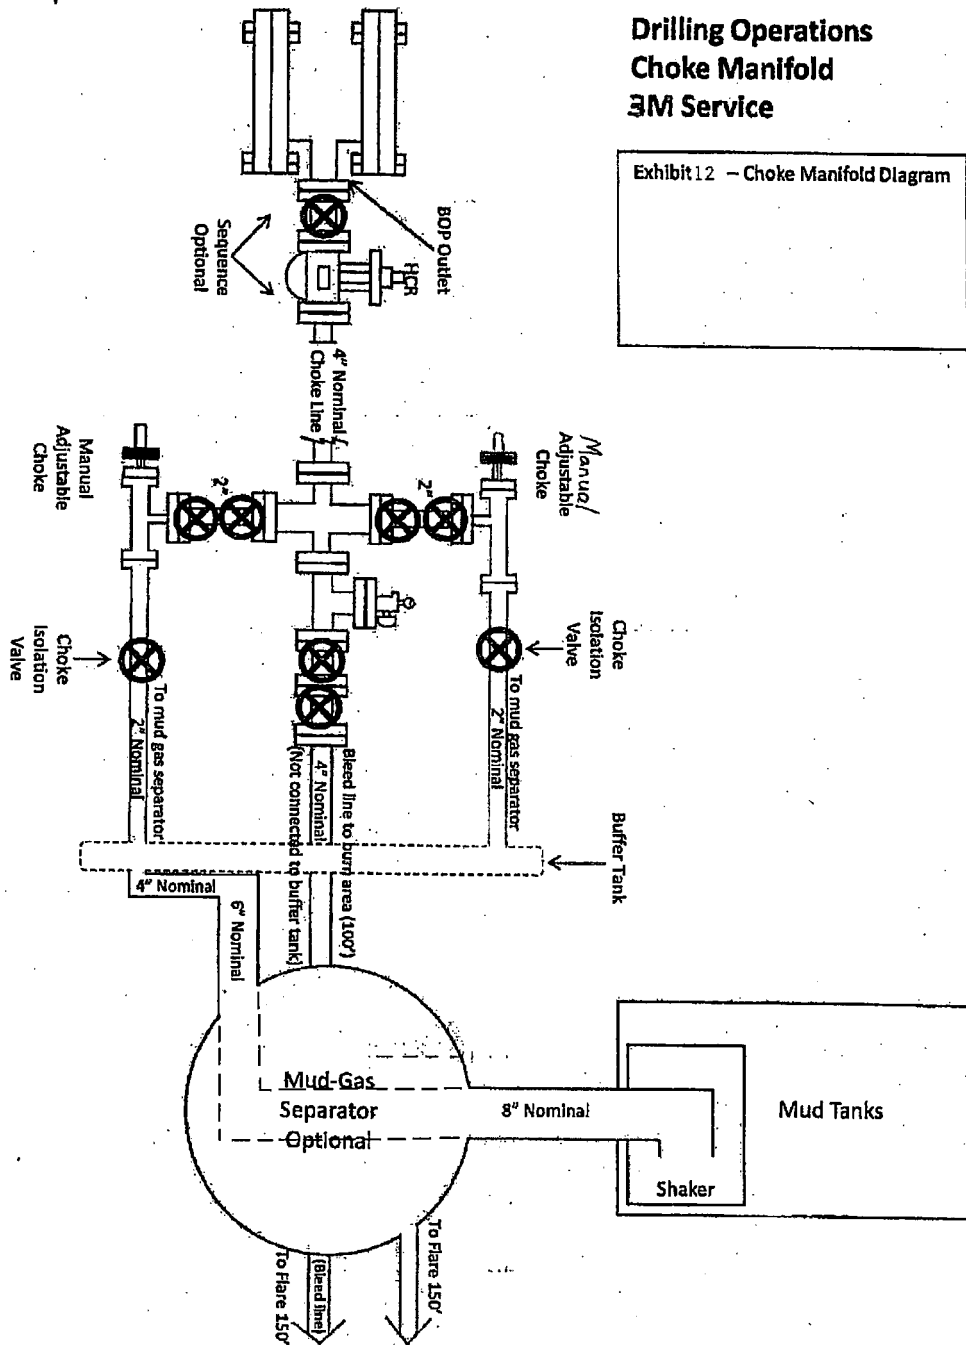 Drilling Operations
Choke Manifold
3M Service
Exhibit 12 – Choke Manifold Diagram
BOP Outlet
HCR
Sequence
Optional
4" Nominal
Choke Line
Manual
Adjustable
Choke
2"
2"
Manual
Adjustable
Choke
Choke
Isolation
Valve
Choke
Isolation
Valve
To mud gas separator
2" Nominal
Bleed line to burn area (100')
4" Nominal
(Not connected to buffer tank)
To mud gas separator
2" Nominal
Buffer Tank
4" Nominal
6" Nominal
Mud-Gas
Separator
Optional
8" Nominal
Mud Tanks
Shaker
To Flare 150'
(Bleed line)
To Flare 150'